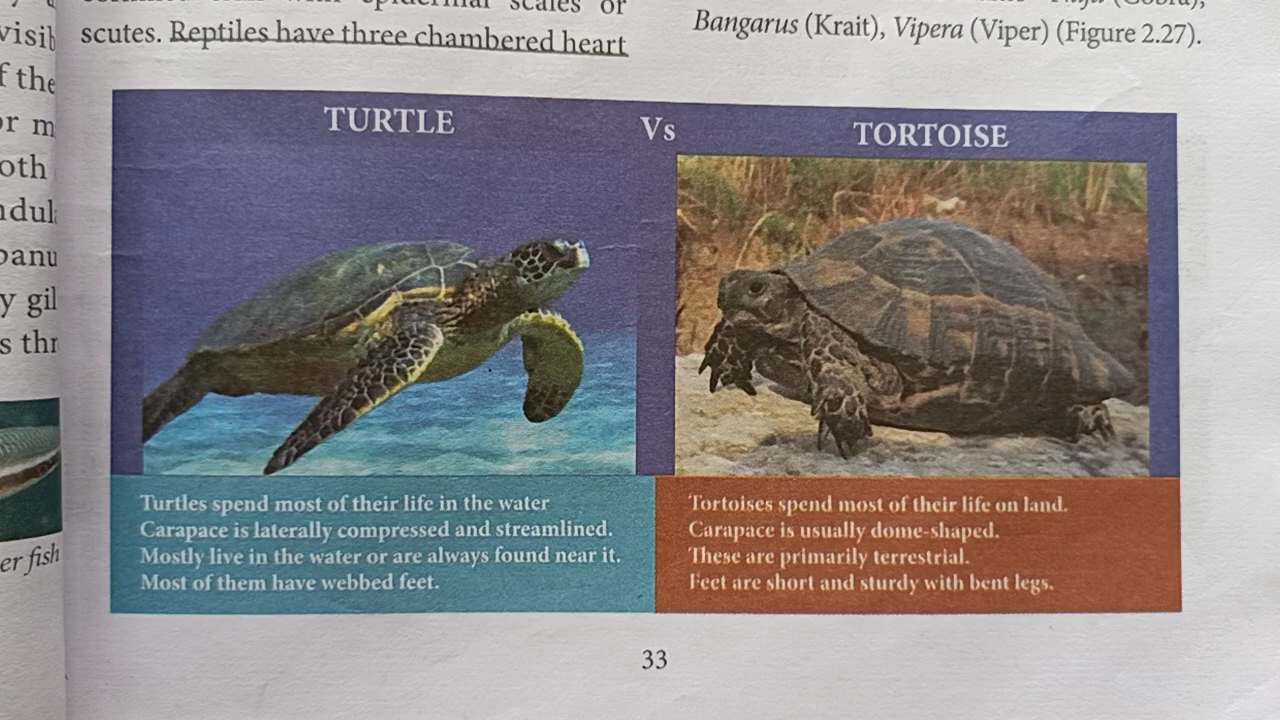 epidermal scales or
scutes. Reptiles have three chambered heart
Bangarus (Krait), Vipera (Viper) (Figure 2.27).
f the
TURTLE Vs TORTOISE
Turtles spend most of their life in the water
Carapace is laterally compressed and streamlined.
Mostly live in the water or are always found near it.
Most of them have webbed feet.
Tortoises spend most of their life on land.
Carapace is usually dome-shaped.
These are primarily terrestrial.
Feet are short and sturdy with bent legs.
er fish
33